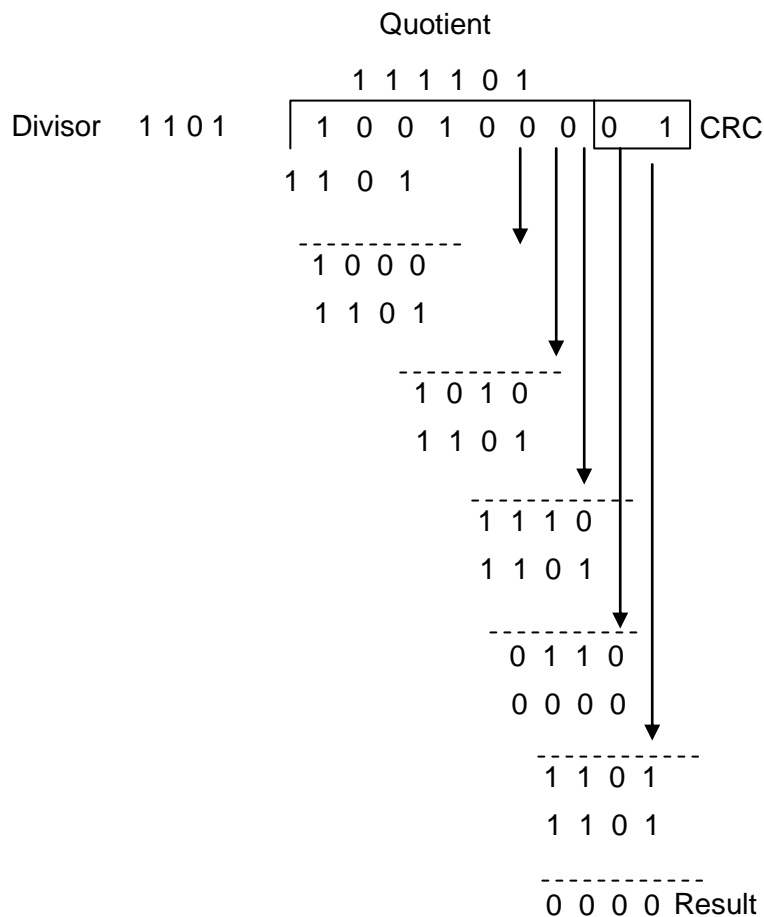 Quotient
1 1 1 1 0 1
Divisor 1 1 0 1 1 0 0 1 0 0 0 0 1 CRC
1 1 0 1
1 0 0 0
1 1 0 1
1 0 1 0
1 1 0 1
1 1 1 0
1 1 0 1
0 1 1 0
0 0 0 0
1 1 0 1
1 1 0 1
0 0 0 0 Result